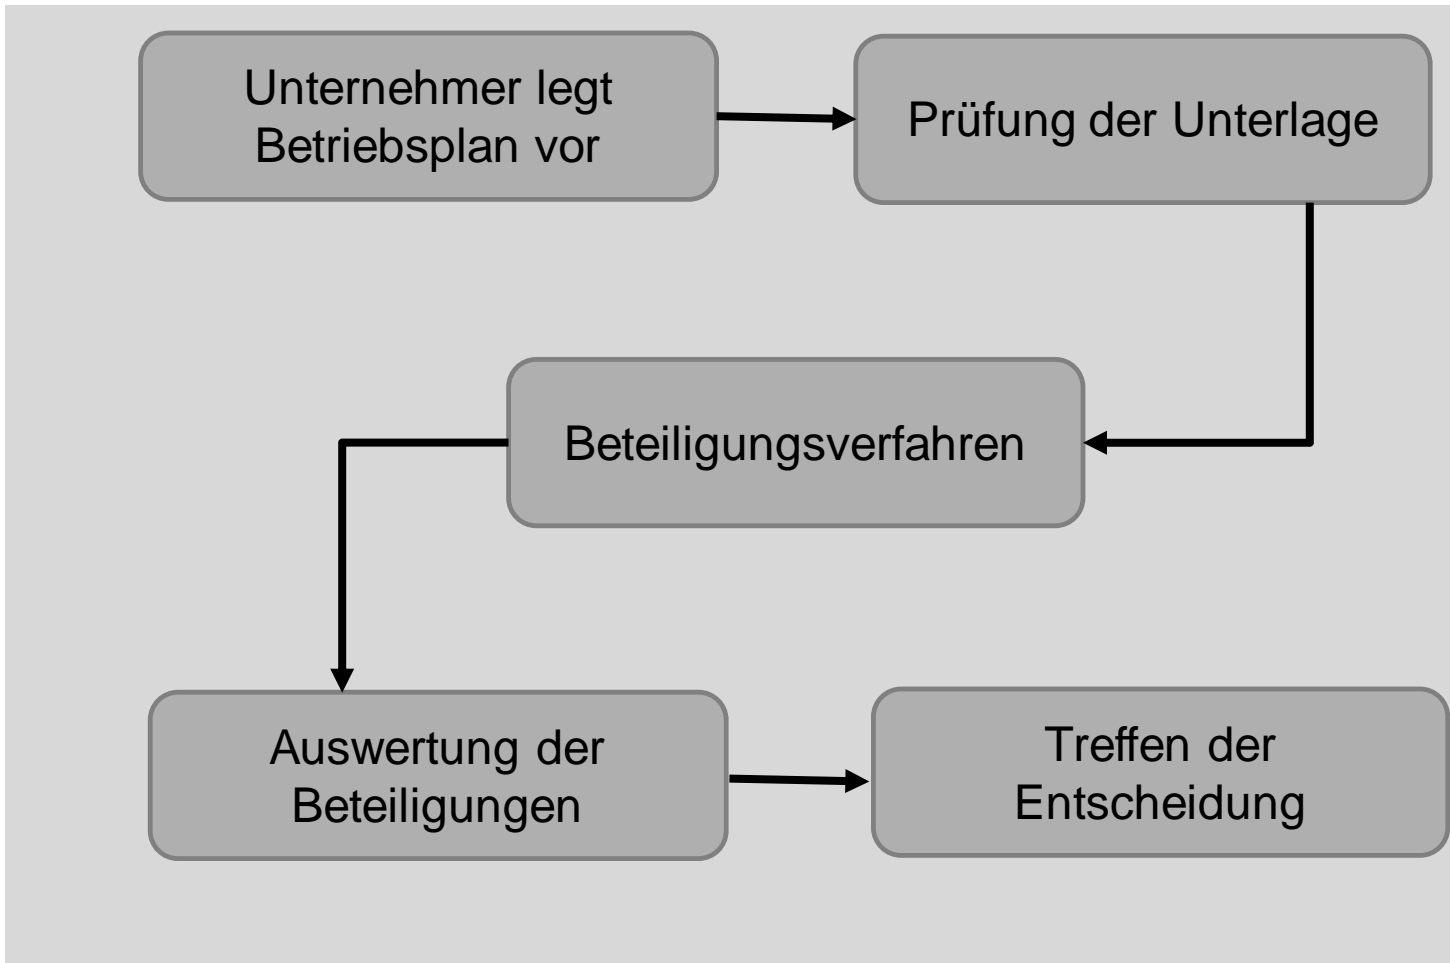 Unternehmer legt
Betriebsplan vor
Prüfung der Unterlage
Beteiligungsverfahren
Auswertung der
Beteiligungen
Treffen der
Entscheidung